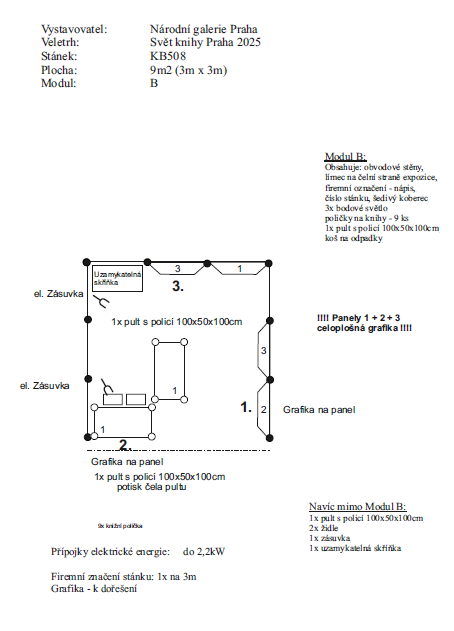 Vystavovatel: Národní galerie Praha
Veletrh: Svět knihy Praha 2025
Stánek: KB508
Plocha: 9m2 (3m x 3m)
Modul: B
Modul B:
Obsahuje: obvodové stěny,
límec na čelní straně expozice,
firemní označení - nápis,
číslo stánku, šedivý koberec
3x bodové světlo
poličky na knihy - 9 ks
1x pult s policí 100x50x100cm
koš na odpadky
Uzamykatelná
skříňka
3
1
3.
el. Zásuvka
1x pult s policí 100x50x100cm
!!!! Panely 1 + 2 + 3
celoplošná grafika !!!!
3
el. Zásuvka
1
1.
2
Grafika na panel
1
2.
Grafika na panel
1x pult s policí 100x50x100cm
potisk čela pultu
9x knižní polička
Navíc mimo Modul B:
1x pult s policí 100x50x100cm
2x židle
1x zásuvka
1x uzamykatelná skříňka
Přípojky elektrické energie: do 2,2kW
Firemní značení stánku: 1x na 3m
Grafika - k dořešení